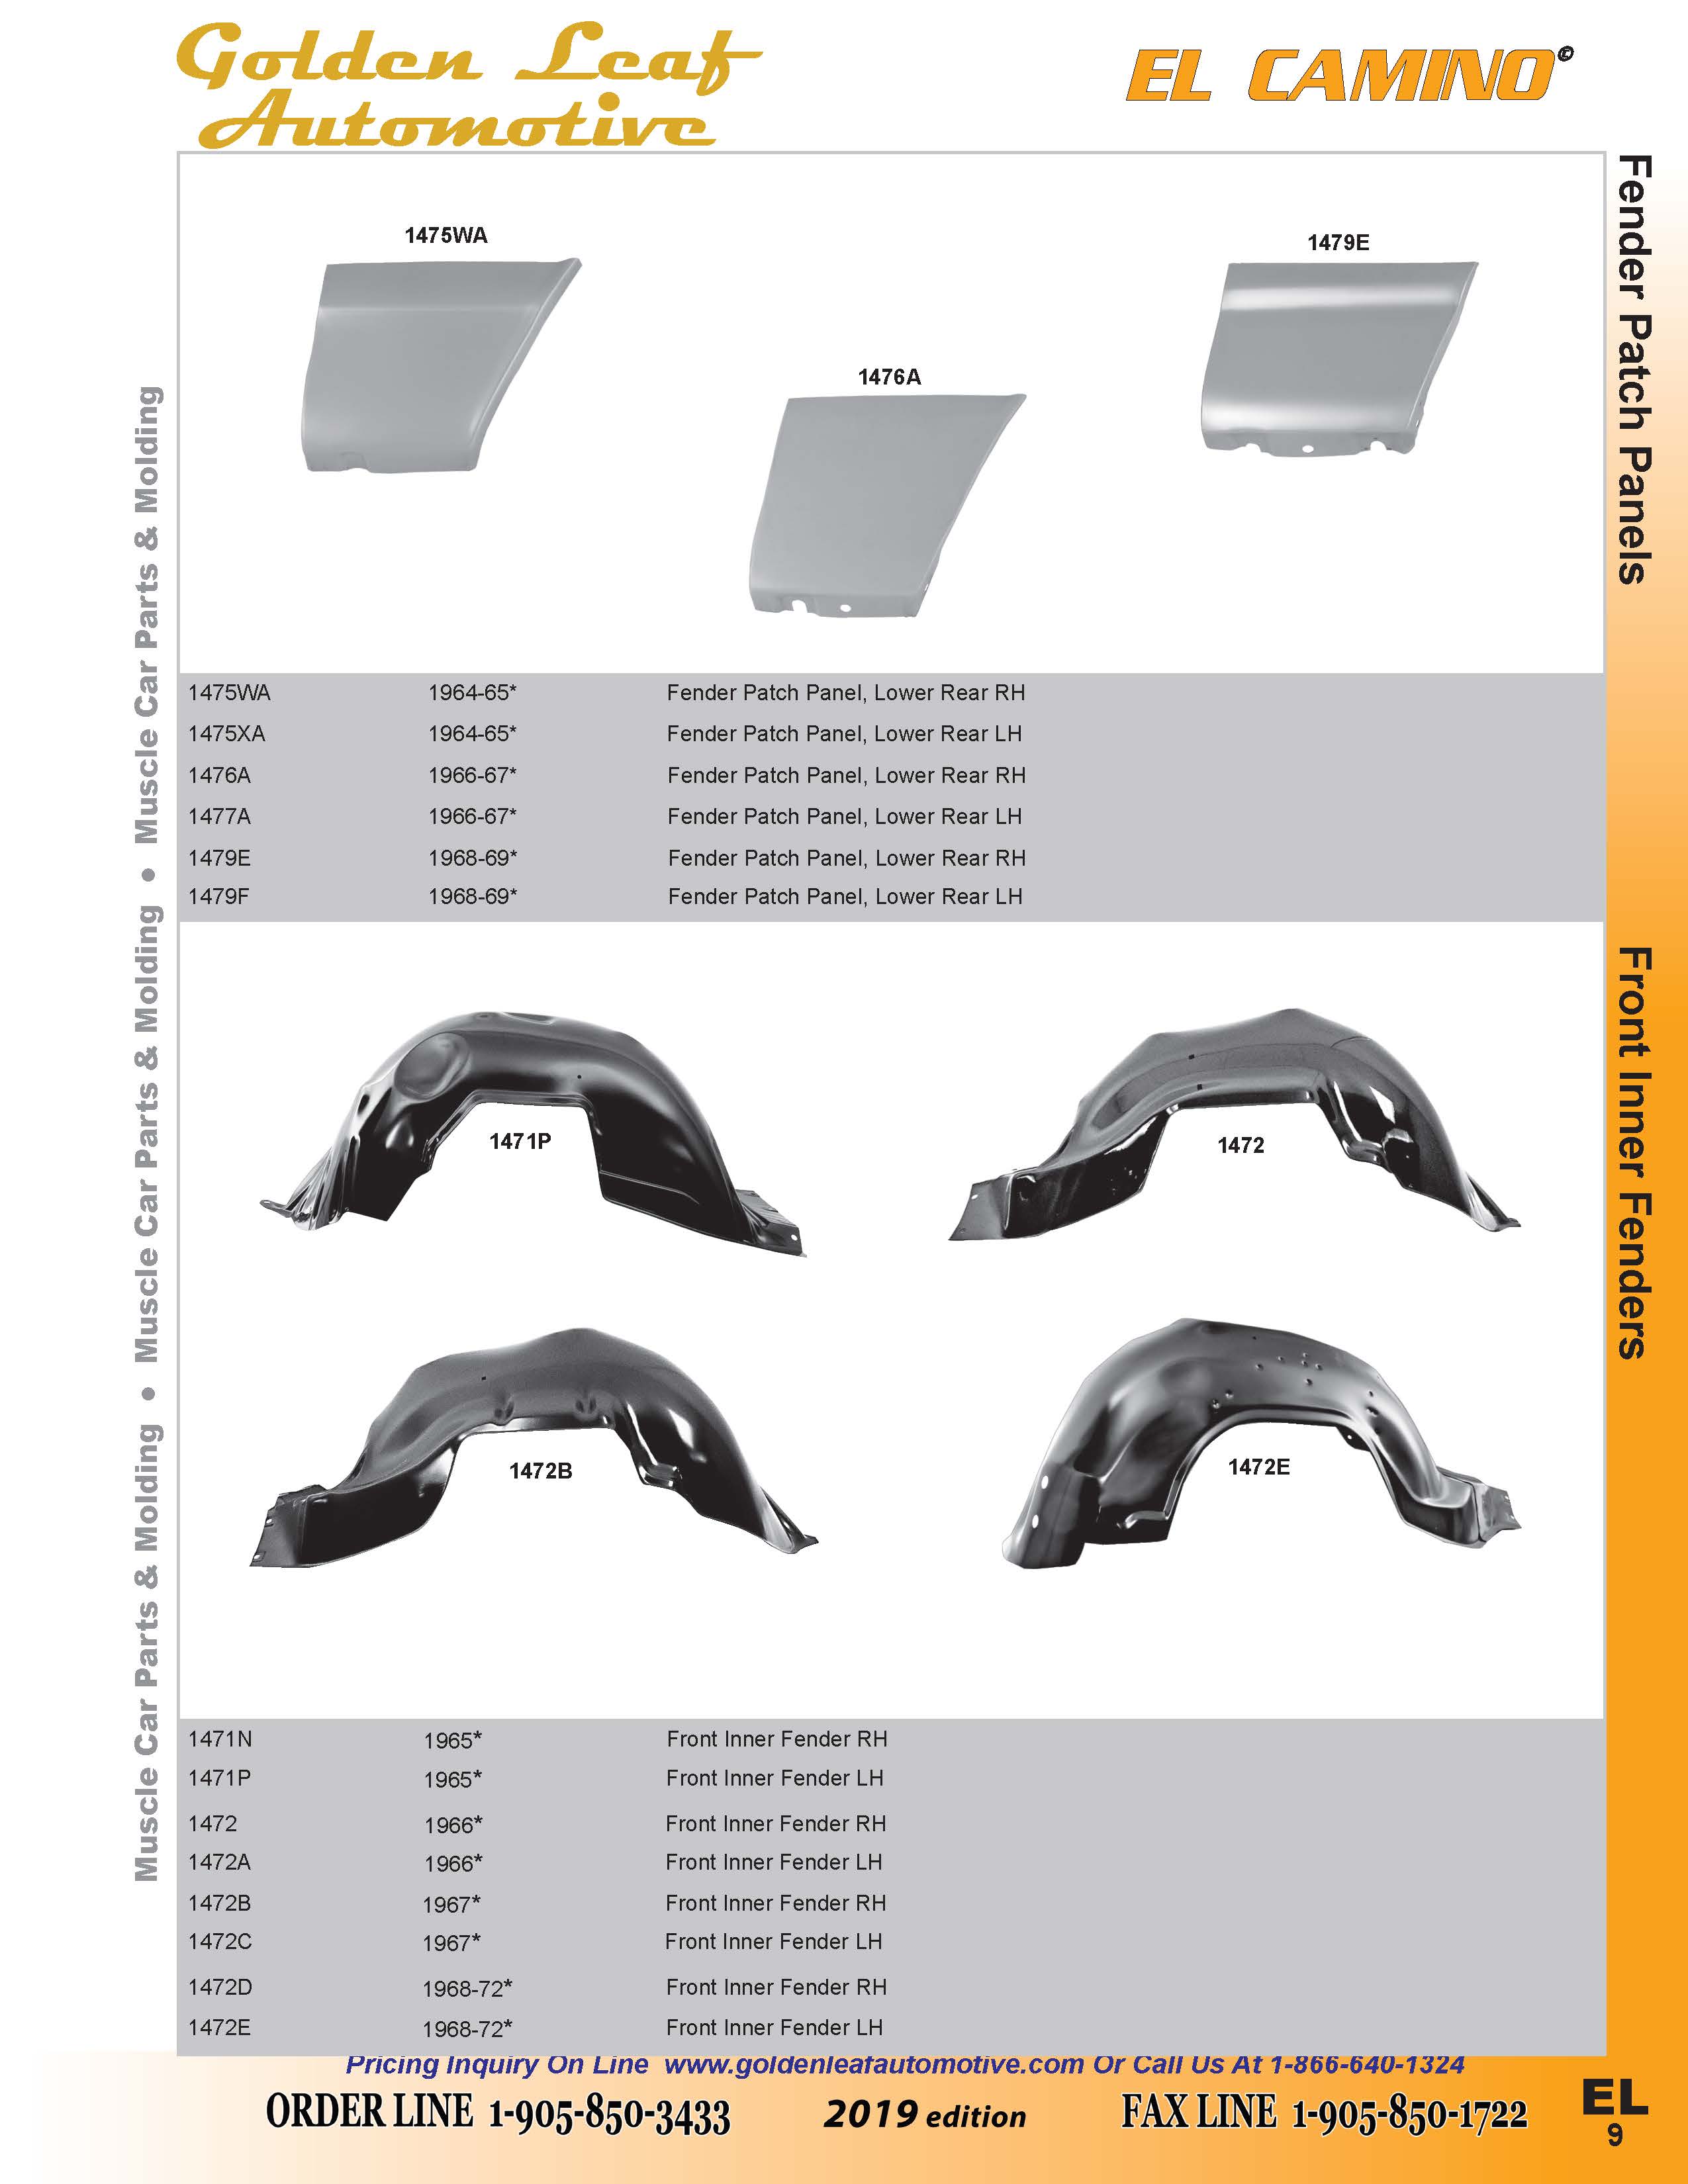 Golden Leaf
Automotive
EL CAMINO©
Fender Patch Panels
Front Inner Fenders
Muscle Car Parts & Molding • Muscle Car Parts & Molding • Muscle Car Parts & Molding
1475WA
1479E
1476A
1475WA 1964-65* Fender Patch Panel, Lower Rear RH
1475XA 1964-65* Fender Patch Panel, Lower Rear LH
1476A 1966-67* Fender Patch Panel, Lower Rear RH
1477A 1966-67* Fender Patch Panel, Lower Rear LH
1479E 1968-69* Fender Patch Panel, Lower Rear RH
1479F 1968-69* Fender Patch Panel, Lower Rear LH
1471P
1472
1472B
1472E
1471N 1965* Front Inner Fender RH
1471P 1965* Front Inner Fender LH
1472 1966* Front Inner Fender RH
1472A 1966* Front Inner Fender LH
1472B 1967* Front Inner Fender RH
1472C 1967* Front Inner Fender LH
1472D 1968-72* Front Inner Fender RH
1472E 1968-72* Front Inner Fender LH
Pricing Inquiry On Line www.goldenleafautomotive.com Or Call Us At 1-866-640-1324
ORDER LINE 1-905-850-3433 2019 edition FAX LINE 1-905-850-1722
EL
9